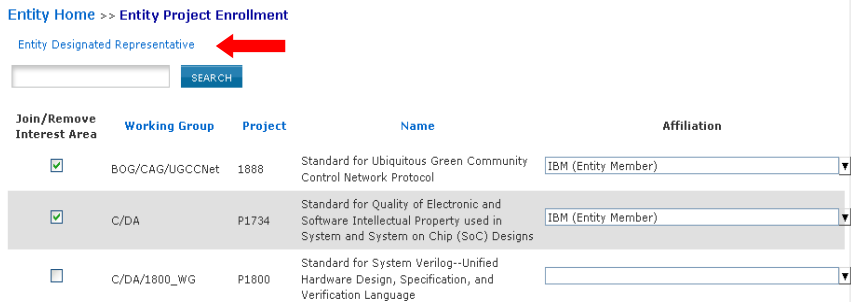 Entity Home >> Entity Project Enrollment
Entity Designated Representative
SEARCH
Join/Remove
Interest Area
Working Group
Project
Name
Affiliation
BOG/CAG/UGCCNet
1888
Standard for Ubiquitous Green Community
Control Network Protocol
IBM (Entity Member)
C/DA
P1734
Standard for Quality of Electronic and
Software Intellectual Property used in
System and System on Chip (SoC) Designs
IBM (Entity Member)
C/DA/1800_WG
P1800
Standard for System Verilog--Unified
Hardware Design, Specification, and
Verification Language